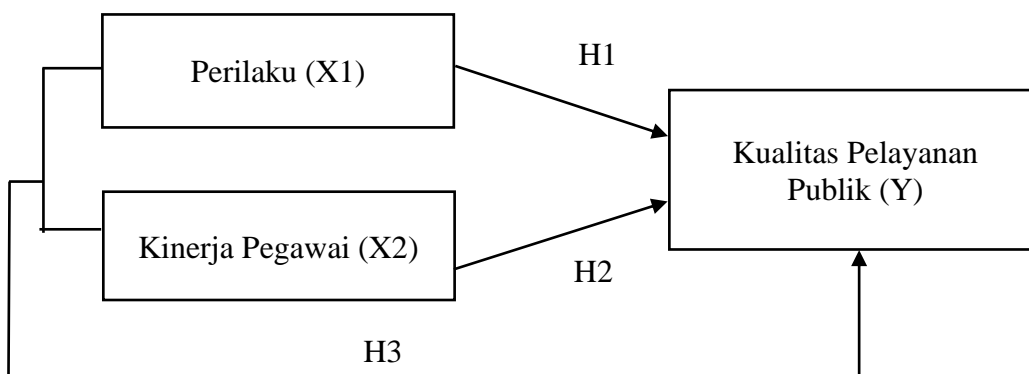 Perilaku (X1)
H1
Kualitas Pelayanan
Publik (Y)
Kinerja Pegawai (X2)
H2
H3